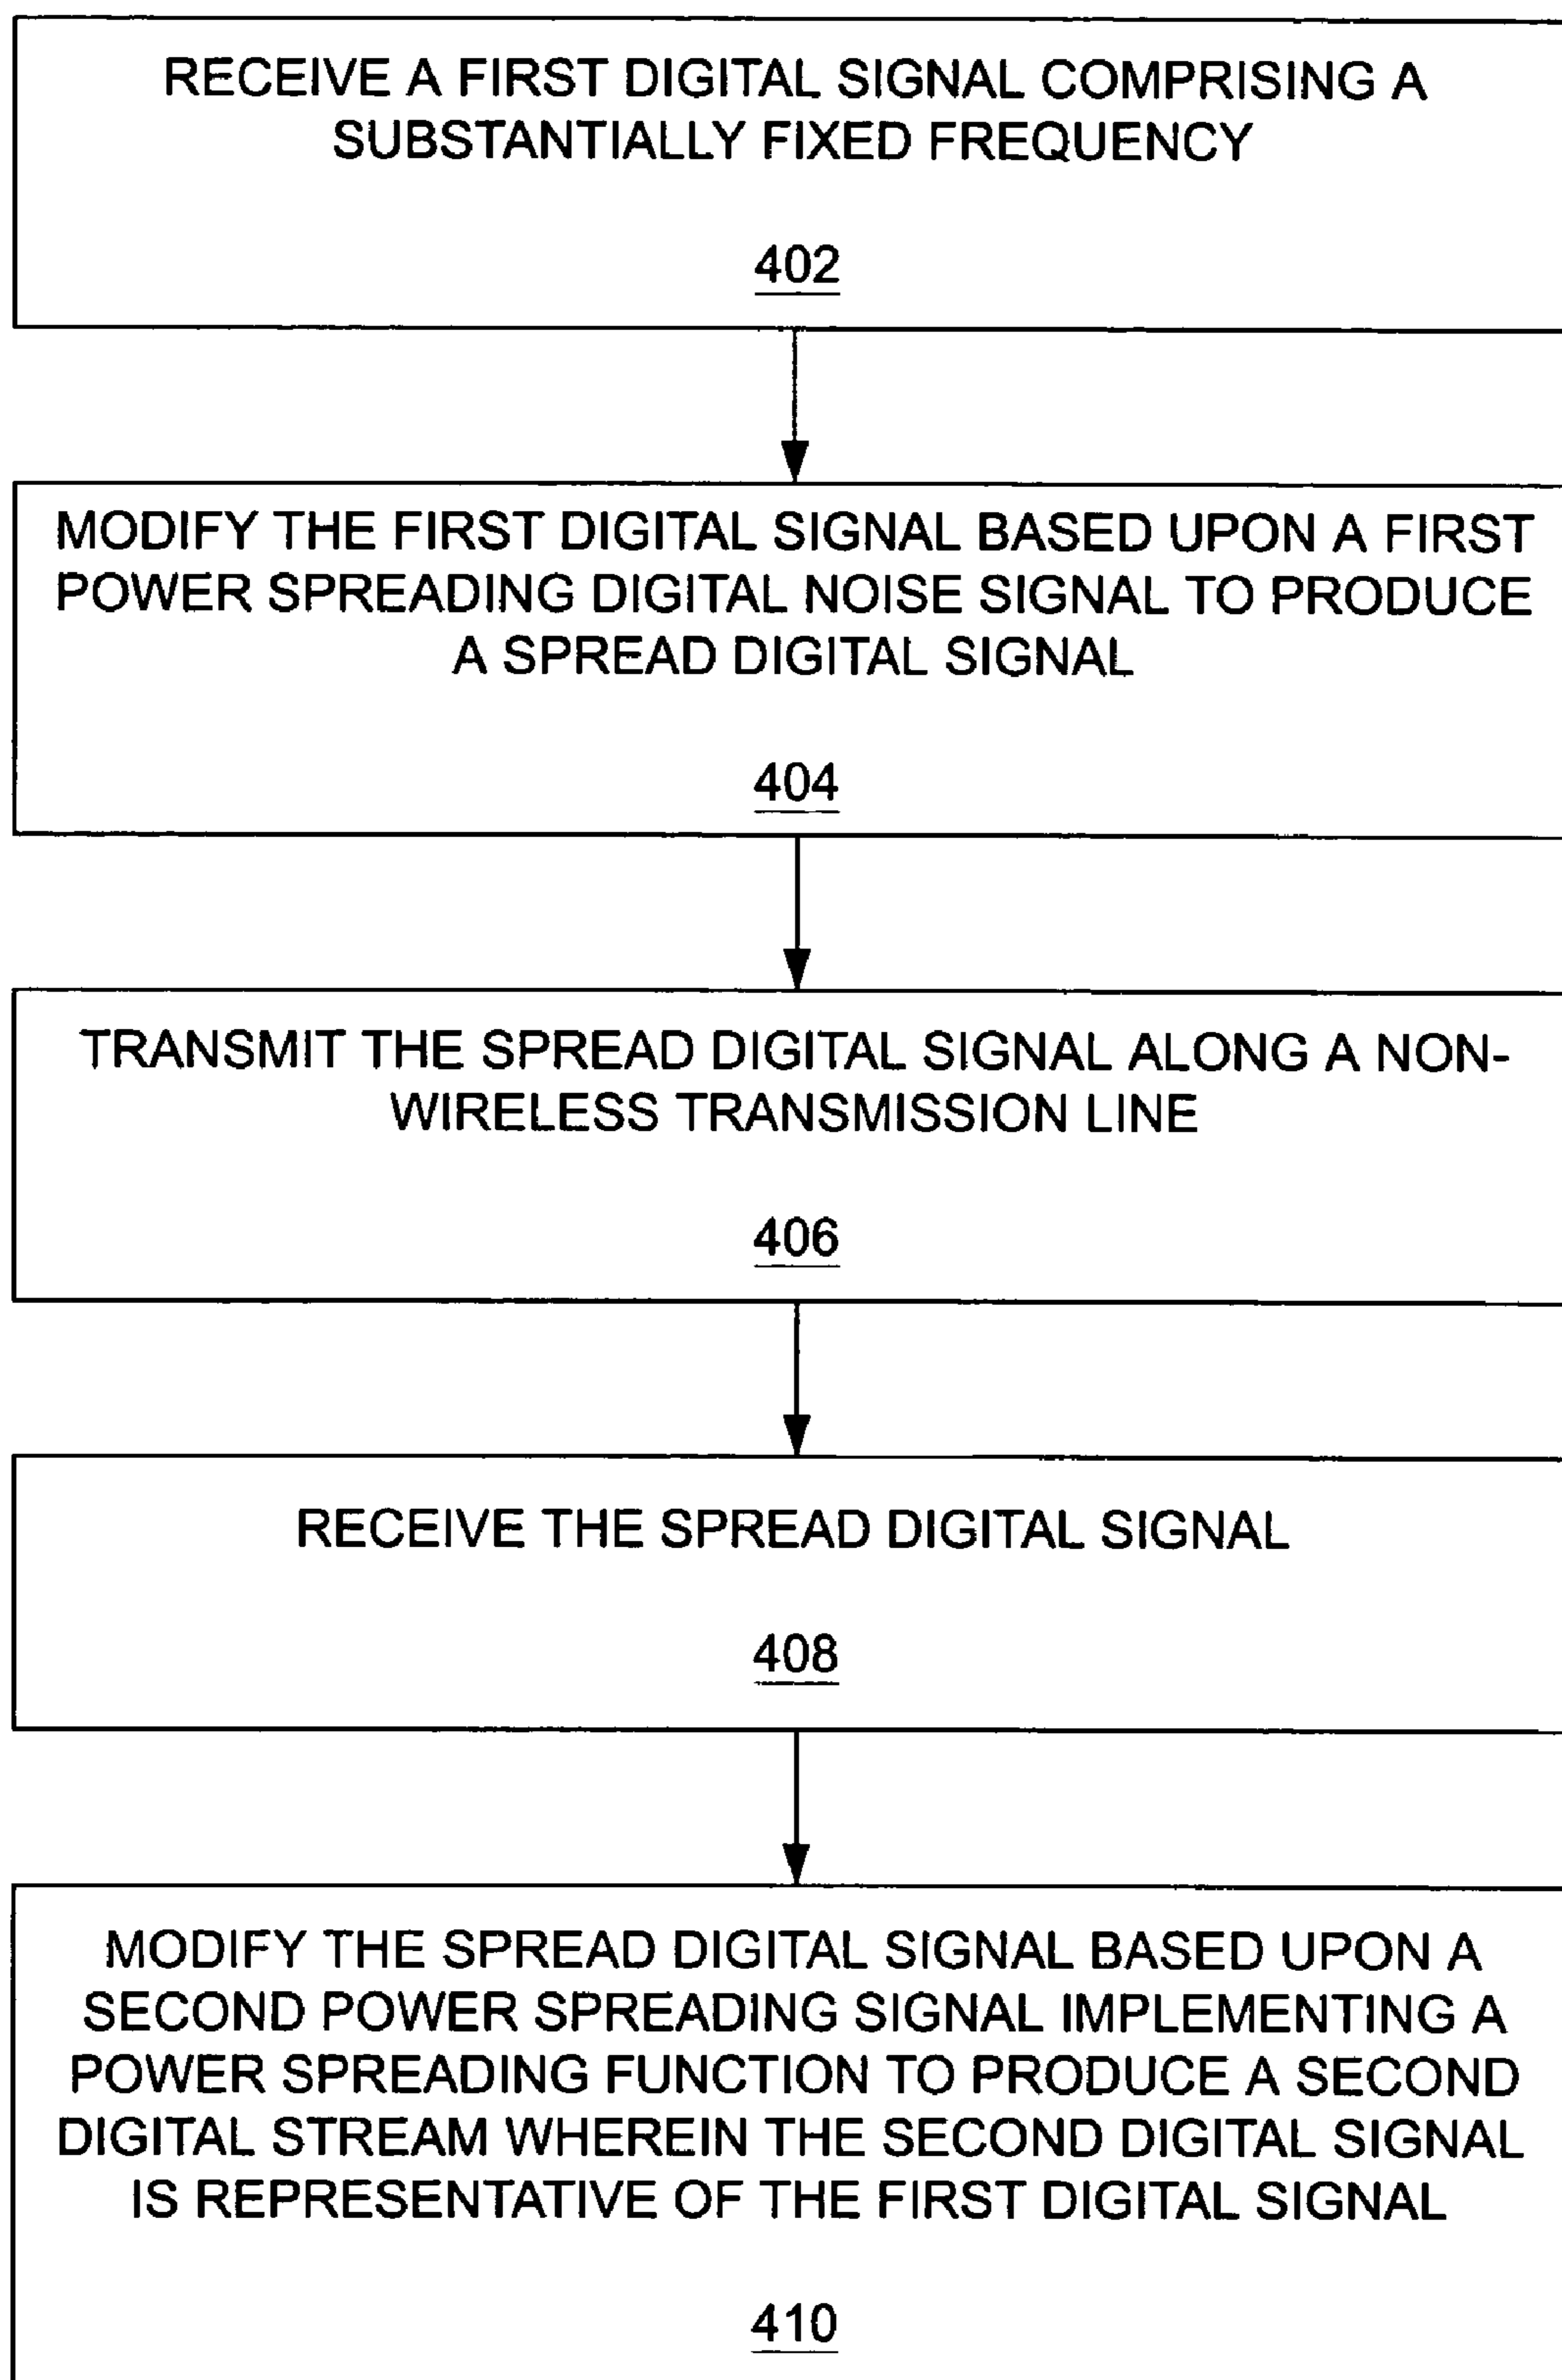 RECEIVE A FIRST DIGITAL SIGNAL COMPRISING A
SUBSTANTIALLY FIXED FREQUENCY
402
MODIFY THE FIRST DIGITAL SIGNAL BASED UPON A FIRST
POWER SPREADING DIGITAL NOISE SIGNAL TO PRODUCE
A SPREAD DIGITAL SIGNAL
404
TRANSMIT THE SPREAD DIGITAL SIGNAL ALONG A NON-
WIRELESS TRANSMISSION LINE
406
RECEIVE THE SPREAD DIGITAL SIGNAL
408
MODIFY THE SPREAD DIGITAL SIGNAL BASED UPON A
SECOND POWER SPREADING SIGNAL IMPLEMENTING A
POWER SPREADING FUNCTION TO PRODUCE A SECOND
DIGITAL STREAM WHEREIN THE SECOND DIGITAL SIGNAL
IS REPRESENTATIVE OF THE FIRST DIGITAL SIGNAL
410